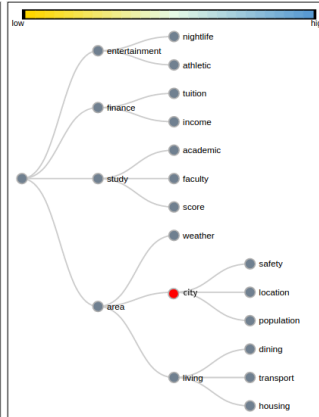 low hi
nightlife
entertainment
athletic
tuition
finance
income
academic
study faculty
score
weather
safety
city location
area
population
dining
living transport
housing